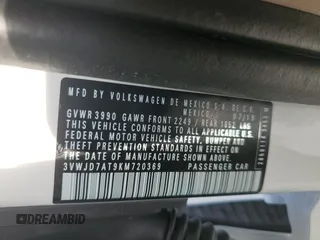 MFD BY VOLKSWAGEN DE MEXICO S.A. DE C.V.
MEXICO
GVWR 3990 GAWR FRONT 2249 / REAR 1852 LBS
THIS VEHICLE CONFORMS TO ALL APPLICABLE U.S.
FEDERAL MOTOR VEHICLE SAFETY, BUMPER AND
THEFT PREVENTION STANDARDS IN EFFECT ON THE
DATE OF MANUFACTURE SHOWN ABOVE.
3VWJD7AT9KM720369 PASSENGER CAR
DREAMBID